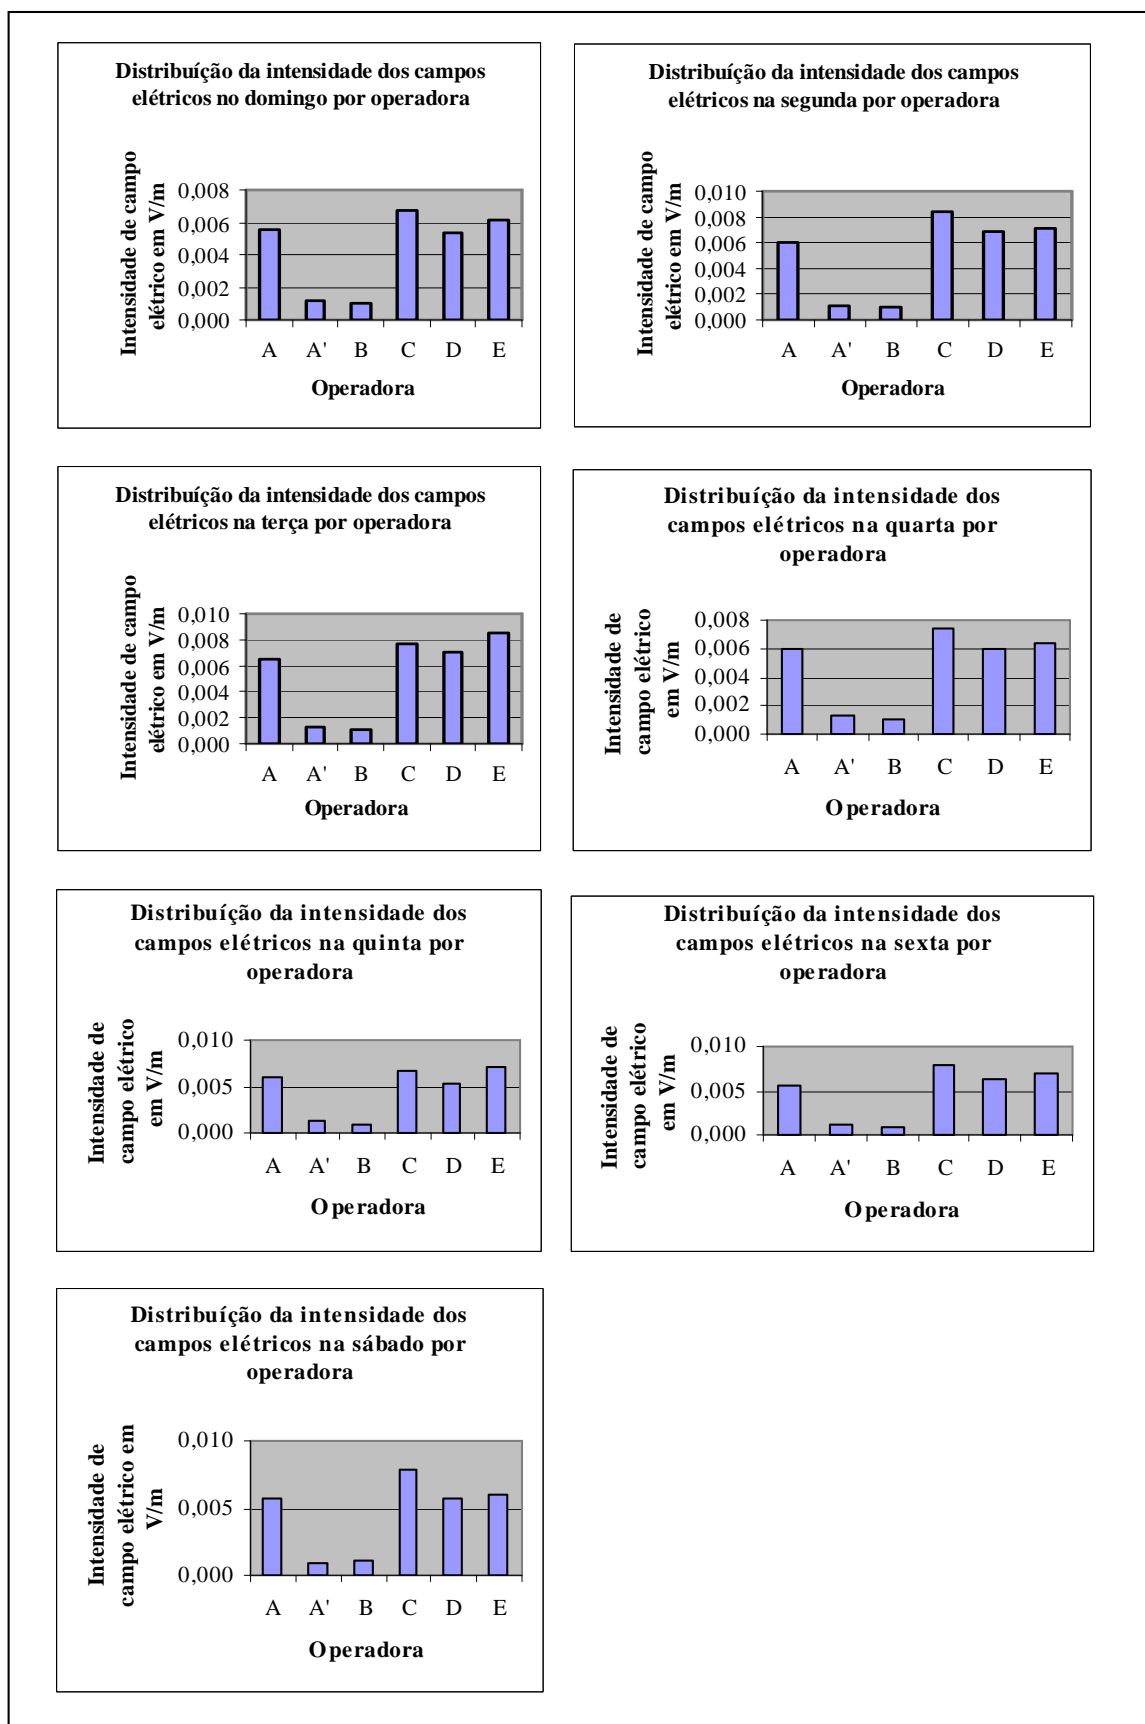 Distribuíção da intensidade dos campos
elétricos no domingo por operadora
Intensidade de campo
elétrico em V/m
0,008
0,006
0,004
0,002
0,000
A A' B C D E
Operadora
Distribuíção da intensidade dos campos
elétricos na segunda por operadora
Intensidade de campo
elétrico em V/m
0,010
0,008
0,006
0,004
0,002
0,000
A A' B C D E
Operadora
Distribuíção da intensidade dos campos
elétricos na terça por operadora
Intensidade de campo
elétrico em V/m
0,010
0,008
0,006
0,004
0,002
0,000
A A' B C D E
Operadora
Distribuíção da intensidade dos
campos elétricos na quarta por
operadora
Intensidade de
campo elétrico
em V/m
0,008
0,006
0,004
0,002
0,000
A A' B C D E
Operadora
Distribuíção da intensidade dos
campos elétricos na quinta por
operadora
Intensidade de
campo elétrico
em V/m
0,010
0,005
0,000
A A' B C D E
Operadora
Distribuíção da intensidade dos
campos elétricos na sexta por
operadora
Intensidade de
campo elétrico
em V/m
0,010
0,005
0,000
A A' B C D E
Operadora
Distribuíção da intensidade dos
campos elétricos na sábado por
operadora
Intensidade de
campo elétrico em
V/m
0,010
0,005
0,000
A A' B C D E
Operadora